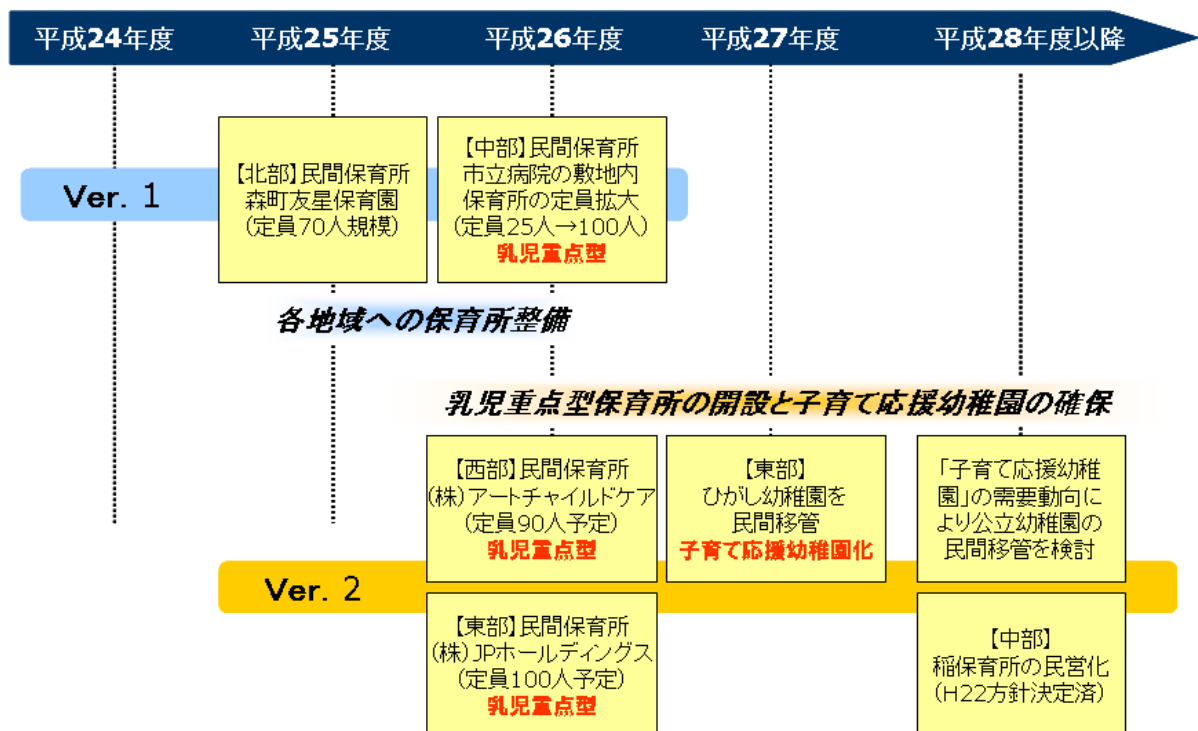 平成24年度
平成25年度
平成26年度
平成27年度
平成28年度以降
Ver. 1
【北部】民間保育所
森町友星保育園
(定員70人規模)
【中部】民間保育所
市立病院の敷地内
保育所の定員拡大
(定員25人→100人)
乳児重点型
各地域への保育所整備
乳児重点型保育所の開設と子育て応援幼稚園の確保
Ver. 2
【西部】民間保育所
(株)アートチャイルドケア
(定員90人予定)
乳児重点型
【東部】
ひがし幼稚園を
民間移管
子育て応援幼稚園化
「子育て応援幼稚
園」の需要動向に
より公立幼稚園の
民間移管を検討
【東部】民間保育所
(株)JPホールディングス
(定員100人予定)
乳児重点型
【中部】
稲保育所の民営化
(H22方針決定済)